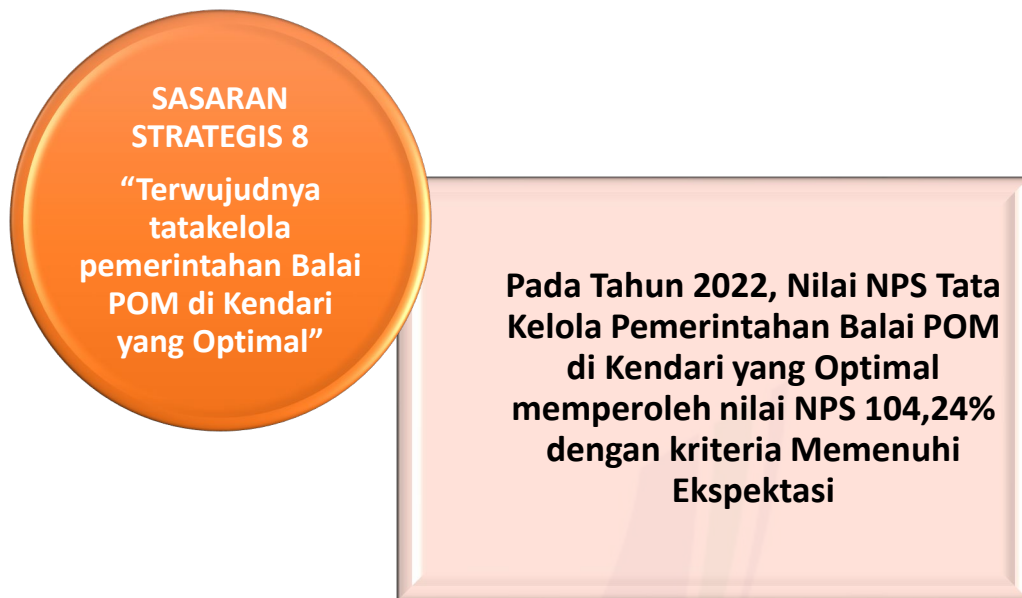 SASARAN
STRATEGIS 8
“Terwujudnya
tatakelola
pemerintahan Balai
POM di Kendari
yang Optimal”
Pada Tahun 2022, Nilai NPS Tata
Kelola Pemerintahan Balai POM
di Kendari yang Optimal
memperoleh nilai NPS 104,24%
dengan kriteria Memenuhi
Ekspektasi